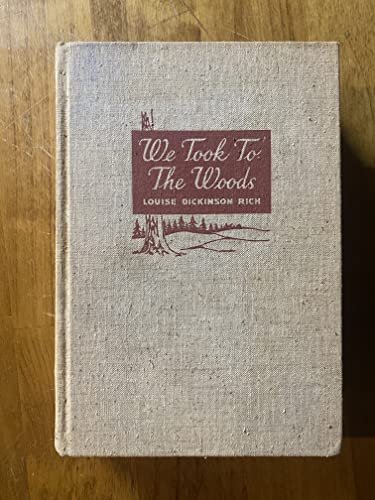 We Took To
The Woods
LOUISE DICKINSON RICH